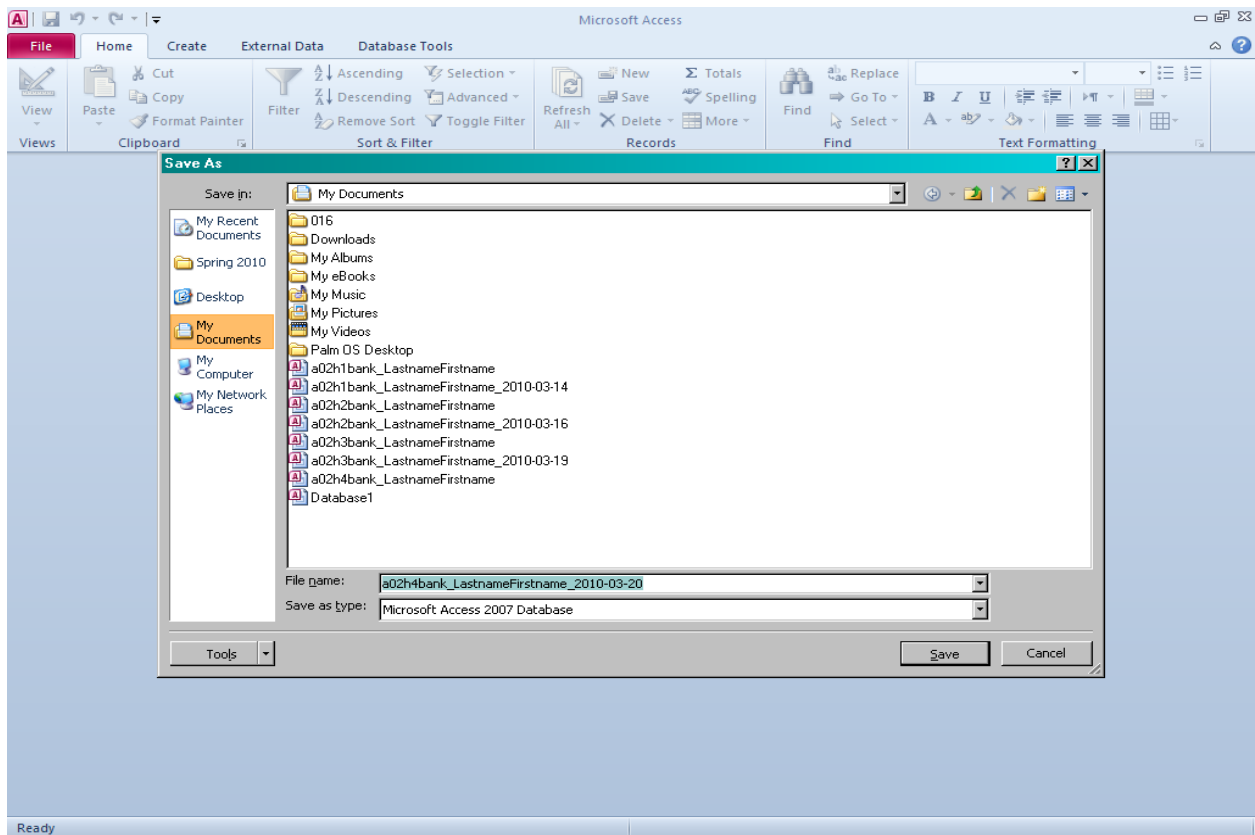 Microsoft Access
File Home Create External Data Database Tools
View
Views
Paste
Cut
Copy
Format Painter
Clipboard
Filter
Ascending
Descending
Remove Sort
Selection
Advanced
Toggle Filter
Sort & Filter
Refresh
All
New
Save
Delete
Totals
Spelling
More
Records
Find
Replace
Go To
Select
Find
B I U
A
Text Formatting
Save As
Save in: My Documents
My Recent
Documents
Spring 2010
Desktop
My
Documents
My
Computer
My Network
Places
016
Downloads
My Albums
My eBooks
My Music
My Pictures
My Videos
Palm OS Desktop
a02h1bank_LastnameFirstname
a02h1bank_LastnameFirstname_2010-03-14
a02h2bank_LastnameFirstname
a02h2bank_LastnameFirstname_2010-03-16
a02h3bank_LastnameFirstname
a02h3bank_LastnameFirstname_2010-03-19
a02h4bank_LastnameFirstname
Database1
File name: a02h4bank_LastnameFirstname_2010-03-20
Save as type: Microsoft Access 2007 Database
Tools Save Cancel
Ready